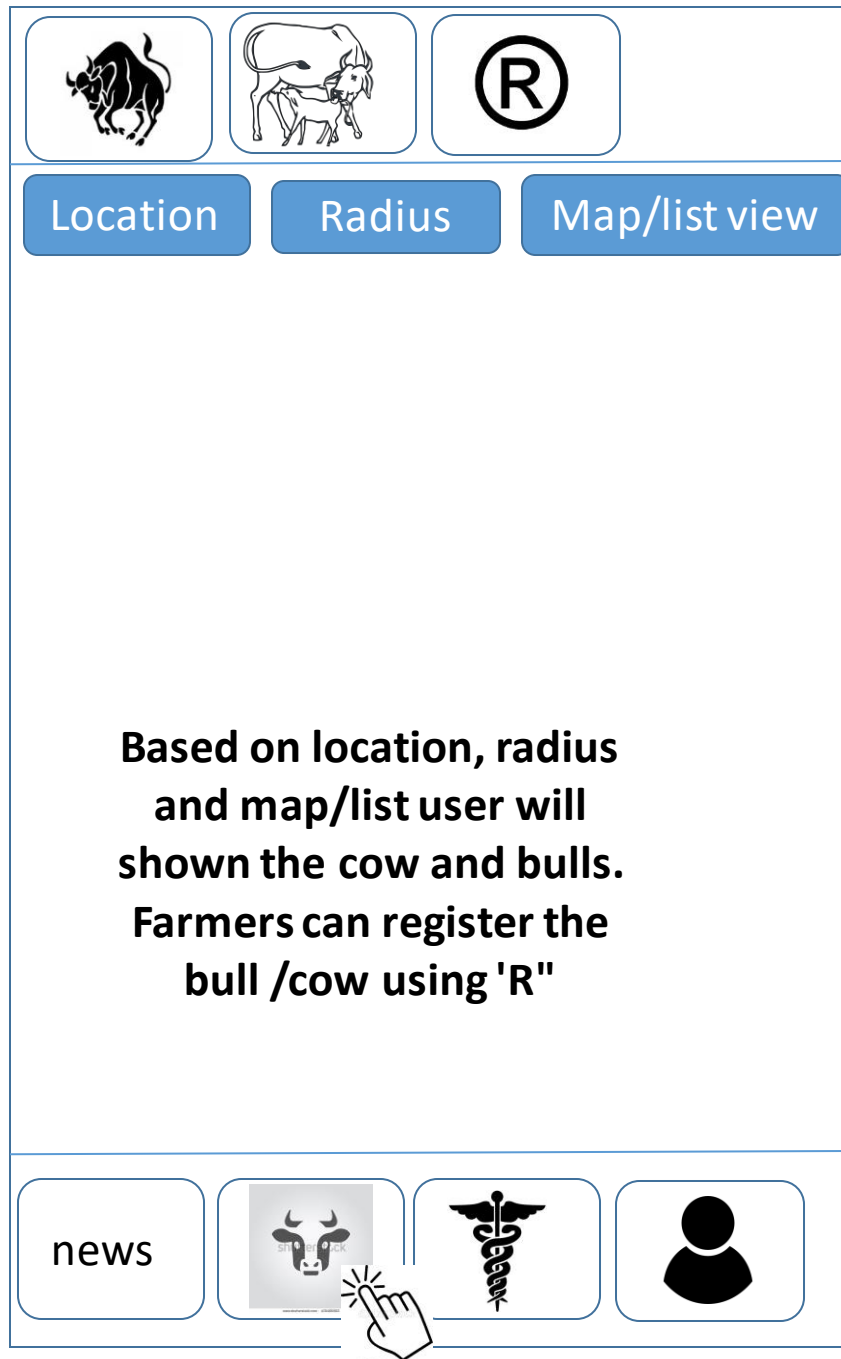 R
Location
Radius
Map/list view
Based on location, radius
and map/list user will
shown the cow and bulls.
Farmers can register the
bull /cow using 'R"
news